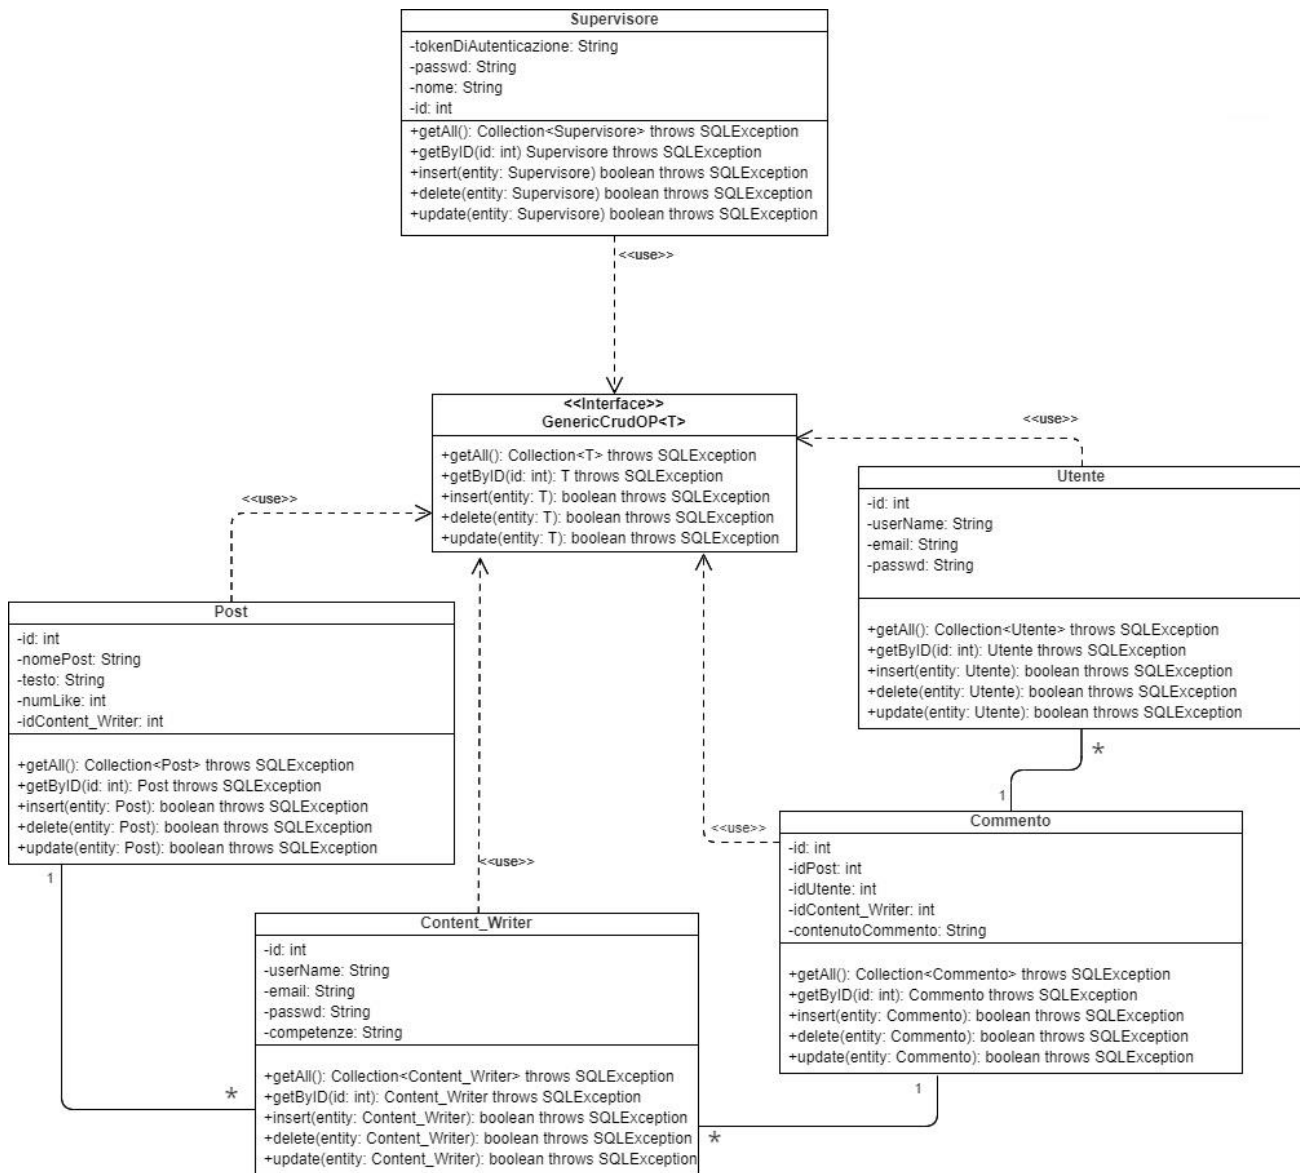 Supervisore
-tokenDiAutenticazione: String
-passwd: String
-nome: String
-id: int
+getAll(): Collection<Supervisore> throws SQLException
+getByID(id: int) Supervisore throws SQLException
+insert(entity: Supervisore) boolean throws SQLException
+delete(entity: Supervisore) boolean throws SQLException
+update(entity: Supervisore) boolean throws SQLException
<<use>>
<<Interface>>
GenericCrudOP<T>
+getAll(): Collection<T> throws SQLException
+getByID(id: int): T throws SQLException
+insert(entity: T): boolean throws SQLException
+delete(entity: T): boolean throws SQLException
+update(entity: T): boolean throws SQLException
<<use>>
Utente
-id: int
-userName: String
-email: String
-passwd: String
+getAll(): Collection<Utente> throws SQLException
+getByID(id: int): Utente throws SQLException
+insert(entity: Utente): boolean throws SQLException
+delete(entity: Utente): boolean throws SQLException
+update(entity: Utente): boolean throws SQLException
*
1
<<use>>
Post
-id: int
-nomePost: String
-testo: String
-numLike: int
-idContent_Writer: int
+getAll(): Collection<Post> throws SQLException
+getByID(id: int): Post throws SQLException
+insert(entity: Post): boolean throws SQLException
+delete(entity: Post): boolean throws SQLException
+update(entity: Post): boolean throws SQLException
1
*
<<use>>
Content_Writer
-id: int
-userName: String
-email: String
-passwd: String
-competenze: String
+getAll(): Collection<Content_Writer> throws SQLException
+getByID(id: int): Content_Writer throws SQLException
+insert(entity: Content_Writer): boolean throws SQLException
+delete(entity: Content_Writer): boolean throws SQLException
+update(entity: Content_Writer): boolean throws SQLException
<<use>>
Commento
-id: int
-idPost: int
-idUtente: int
-idContent_Writer: int
-contenutoCommento: String
+getAll(): Collection<Commento> throws SQLException
+getByID(id: int): Commento throws SQLException
+insert(entity: Commento): boolean throws SQLException
+delete(entity: Commento): boolean throws SQLException
+update(entity: Commento): boolean throws SQLException
1
*